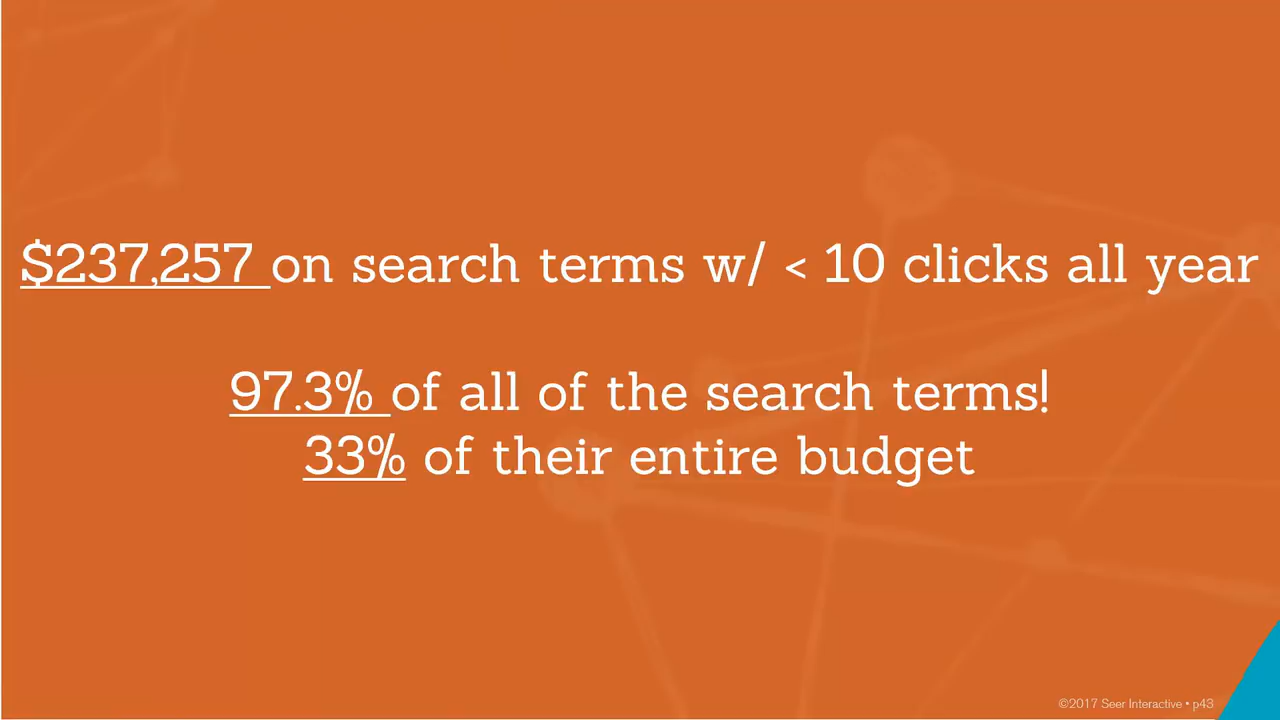 $237,257 on search terms w/ < 10 clicks all year
97.3% of all of the search terms!
33% of their entire budget
©2017 Seer Interactive • p43